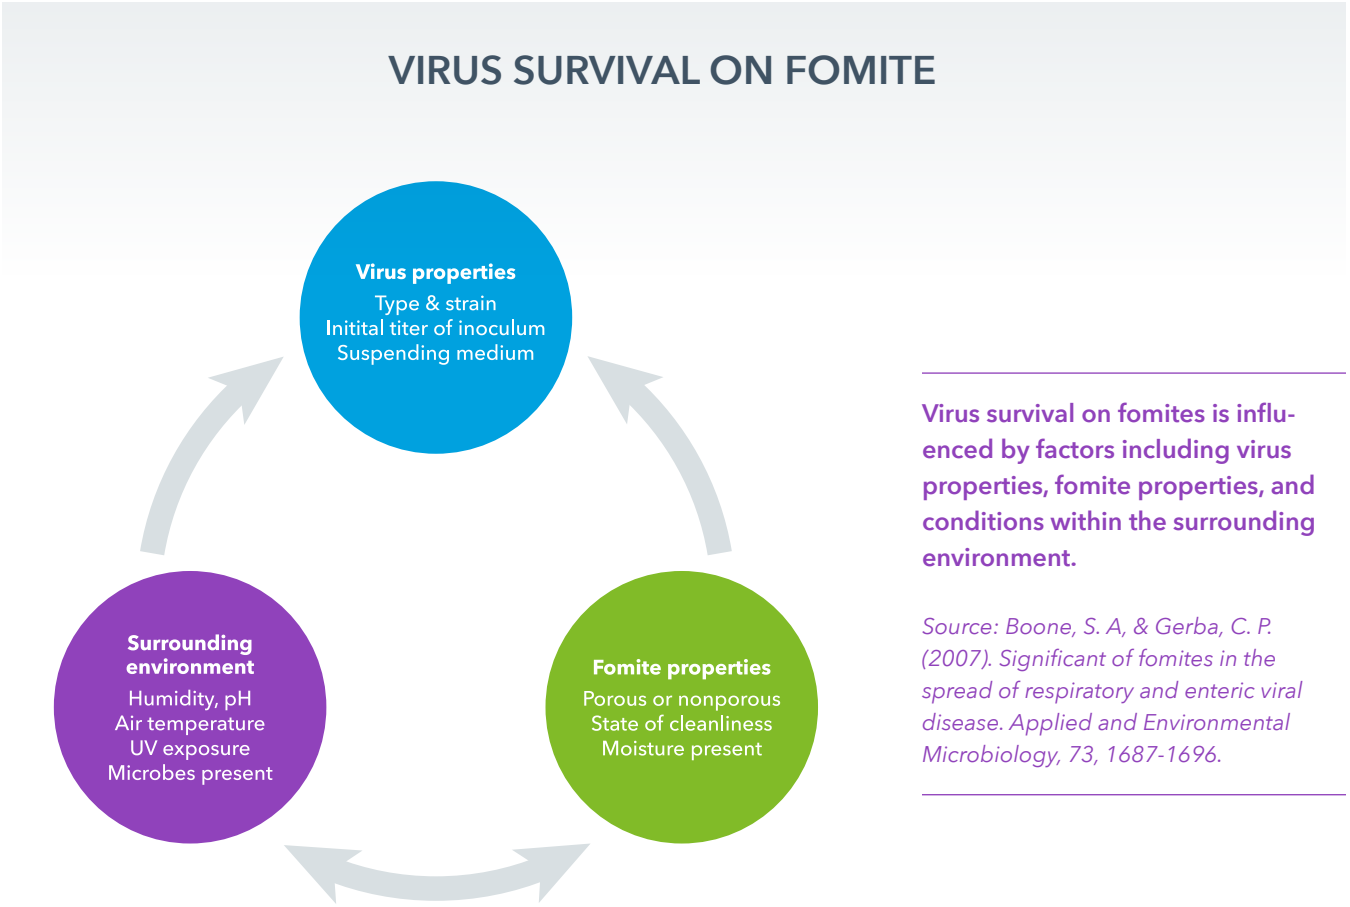 VIRUS SURVIVAL ON FOMITE
Virus properties
Type & strain
Initital titer of inoculum
Suspending medium
Surrounding
environment
Humidity, pH
Air temperature
UV exposure
Microbes present
Fomite properties
Porous or nonporous
State of cleanliness
Moisture present
Virus survival on fomites is influ-
enced by factors including virus
properties, fomite properties, and
conditions within the surrounding
environment.
Source: Boone, S. A, & Gerba, C. P.
(2007). Significant of fomites in the
spread of respiratory and enteric viral
disease. Applied and Environmental
Microbiology, 73, 1687-1696.